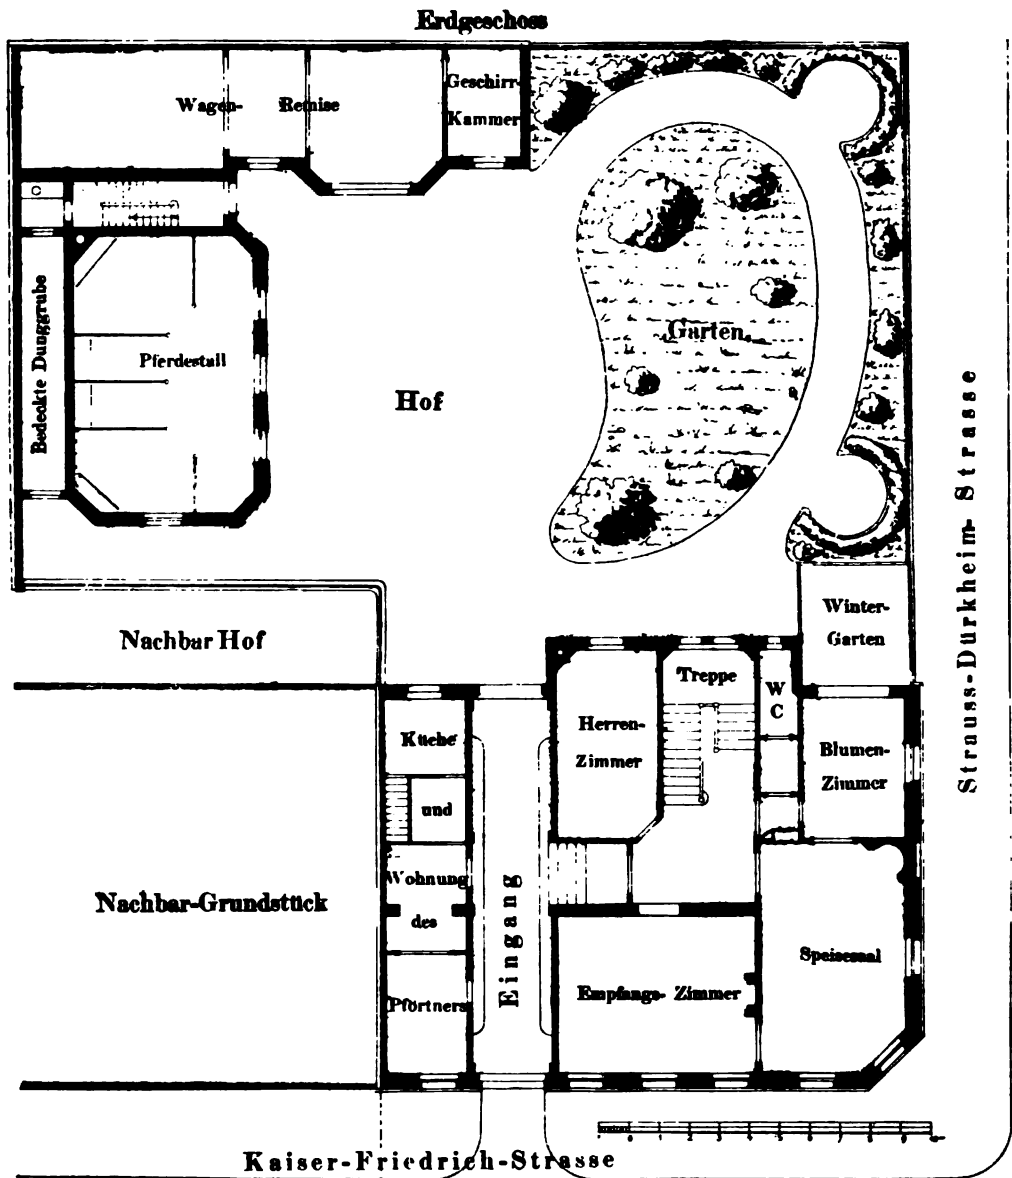 Erdgeschoss
Wagen- Remise
Geschirr-
Kammer
Bedeckte Dunggrube
Pferdestall
Hof
Garten
Strauss-Dürkheim- Strasse
Winter-
Garten
Nachbar Hof
Treppe
W
C
Herren-
Zimmer
Blumen-
Zimmer
Küche
und
Wohnung
des
Pförtners
Eingang
Nachbar-Grundstück
Empfangs- Zimmer
Speisesaal
Kaiser-Friedrich-Strasse